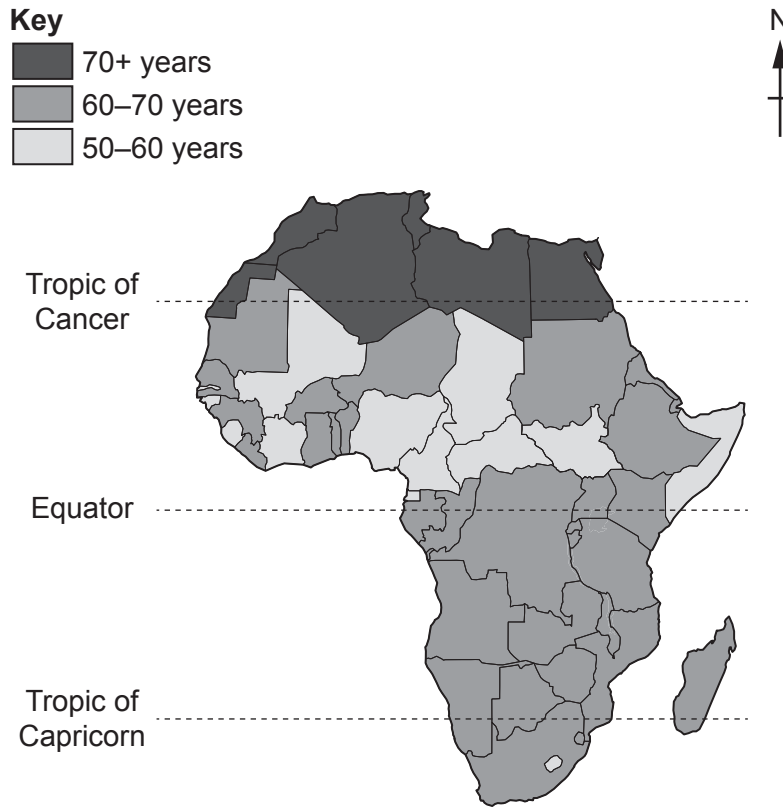 Key
N
70+ years
60–70 years
50–60 years
Tropic of
Cancer
Equator
Tropic of
Capricorn